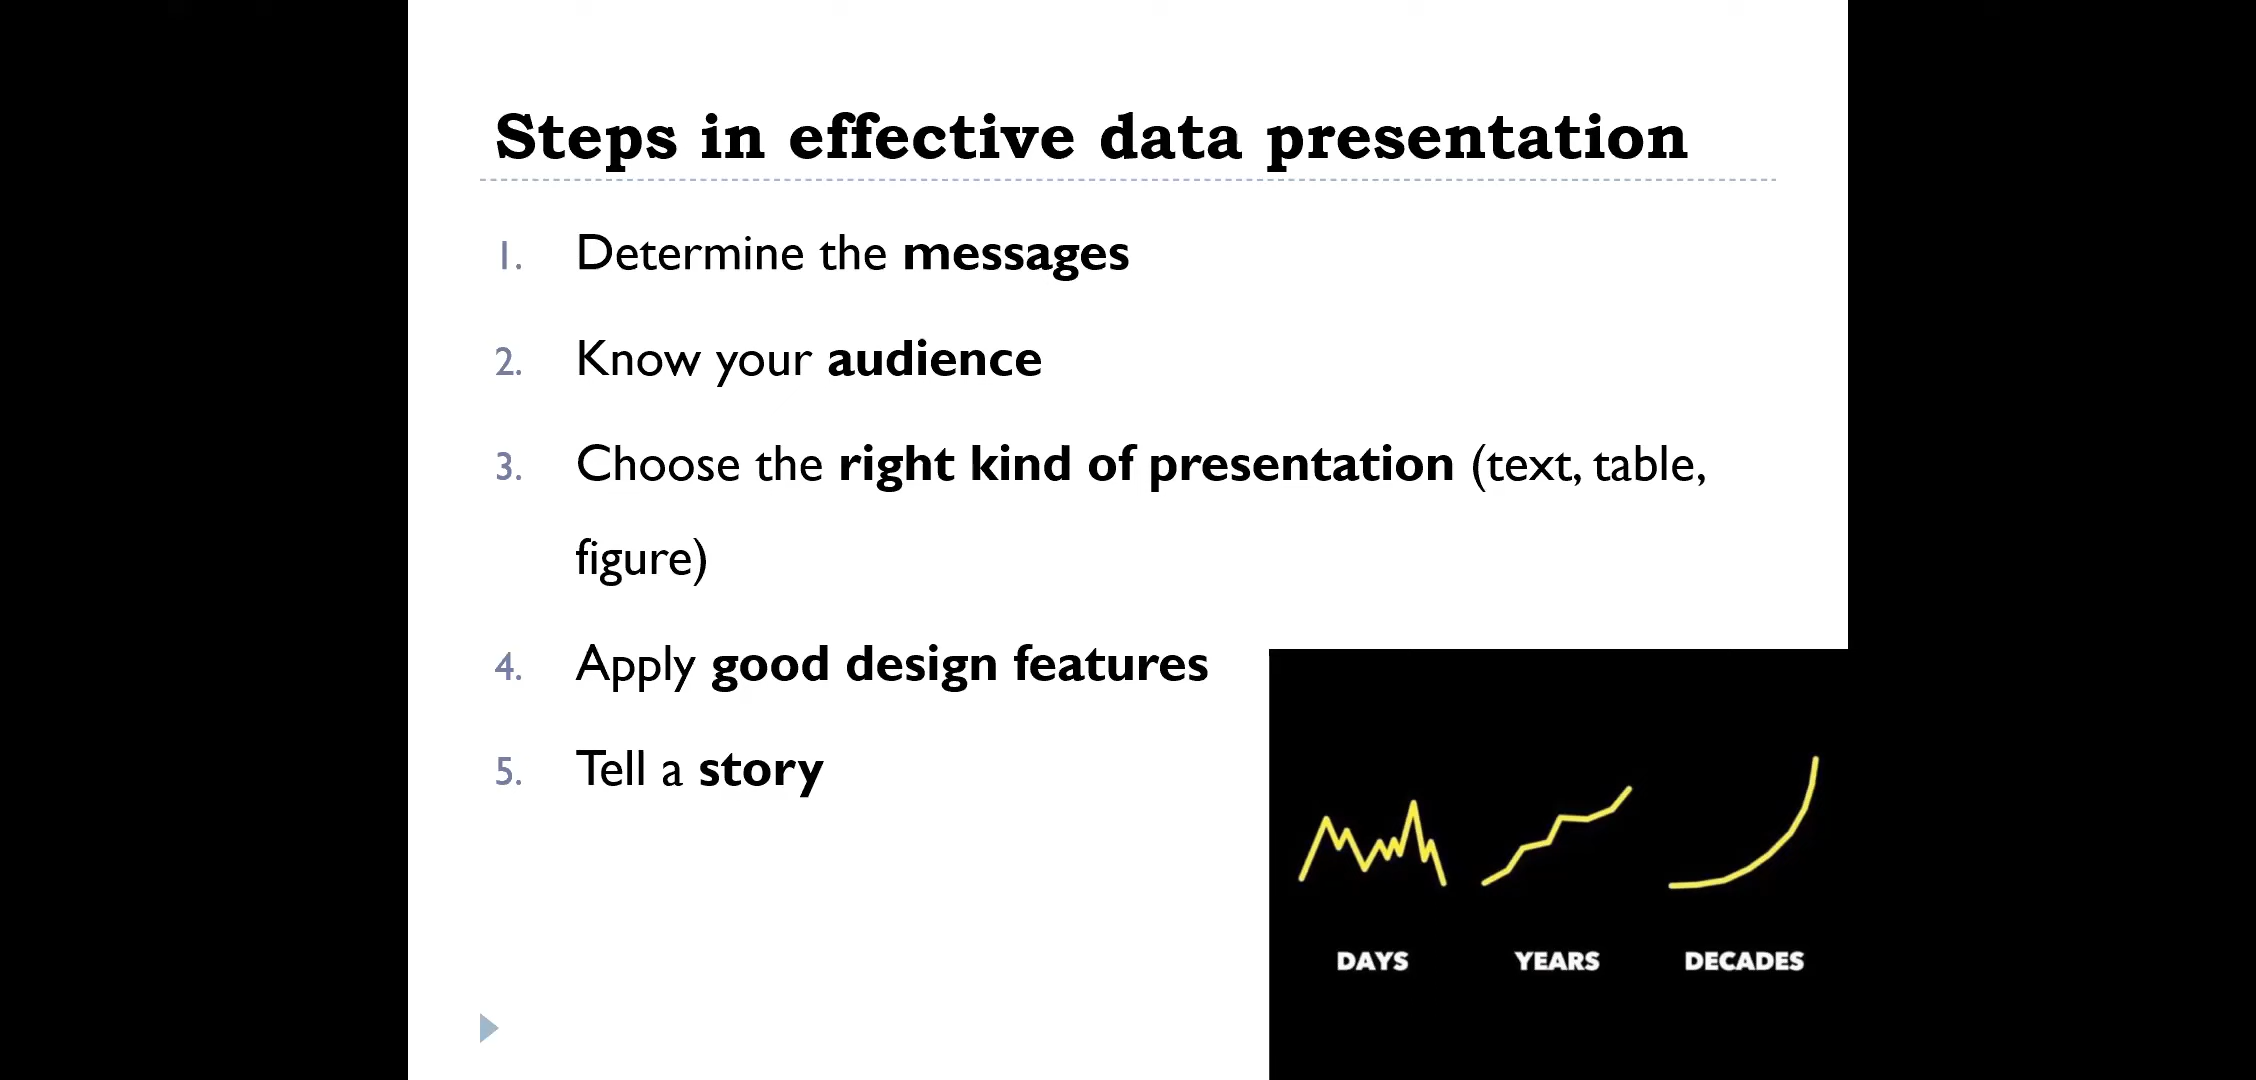 Steps in effective data presentation
1. Determine the messages
2. Know your audience
3. Choose the right kind of presentation (text, table,
figure)
4. Apply good design features
5. Tell a story
DAYS YEARS DECADES